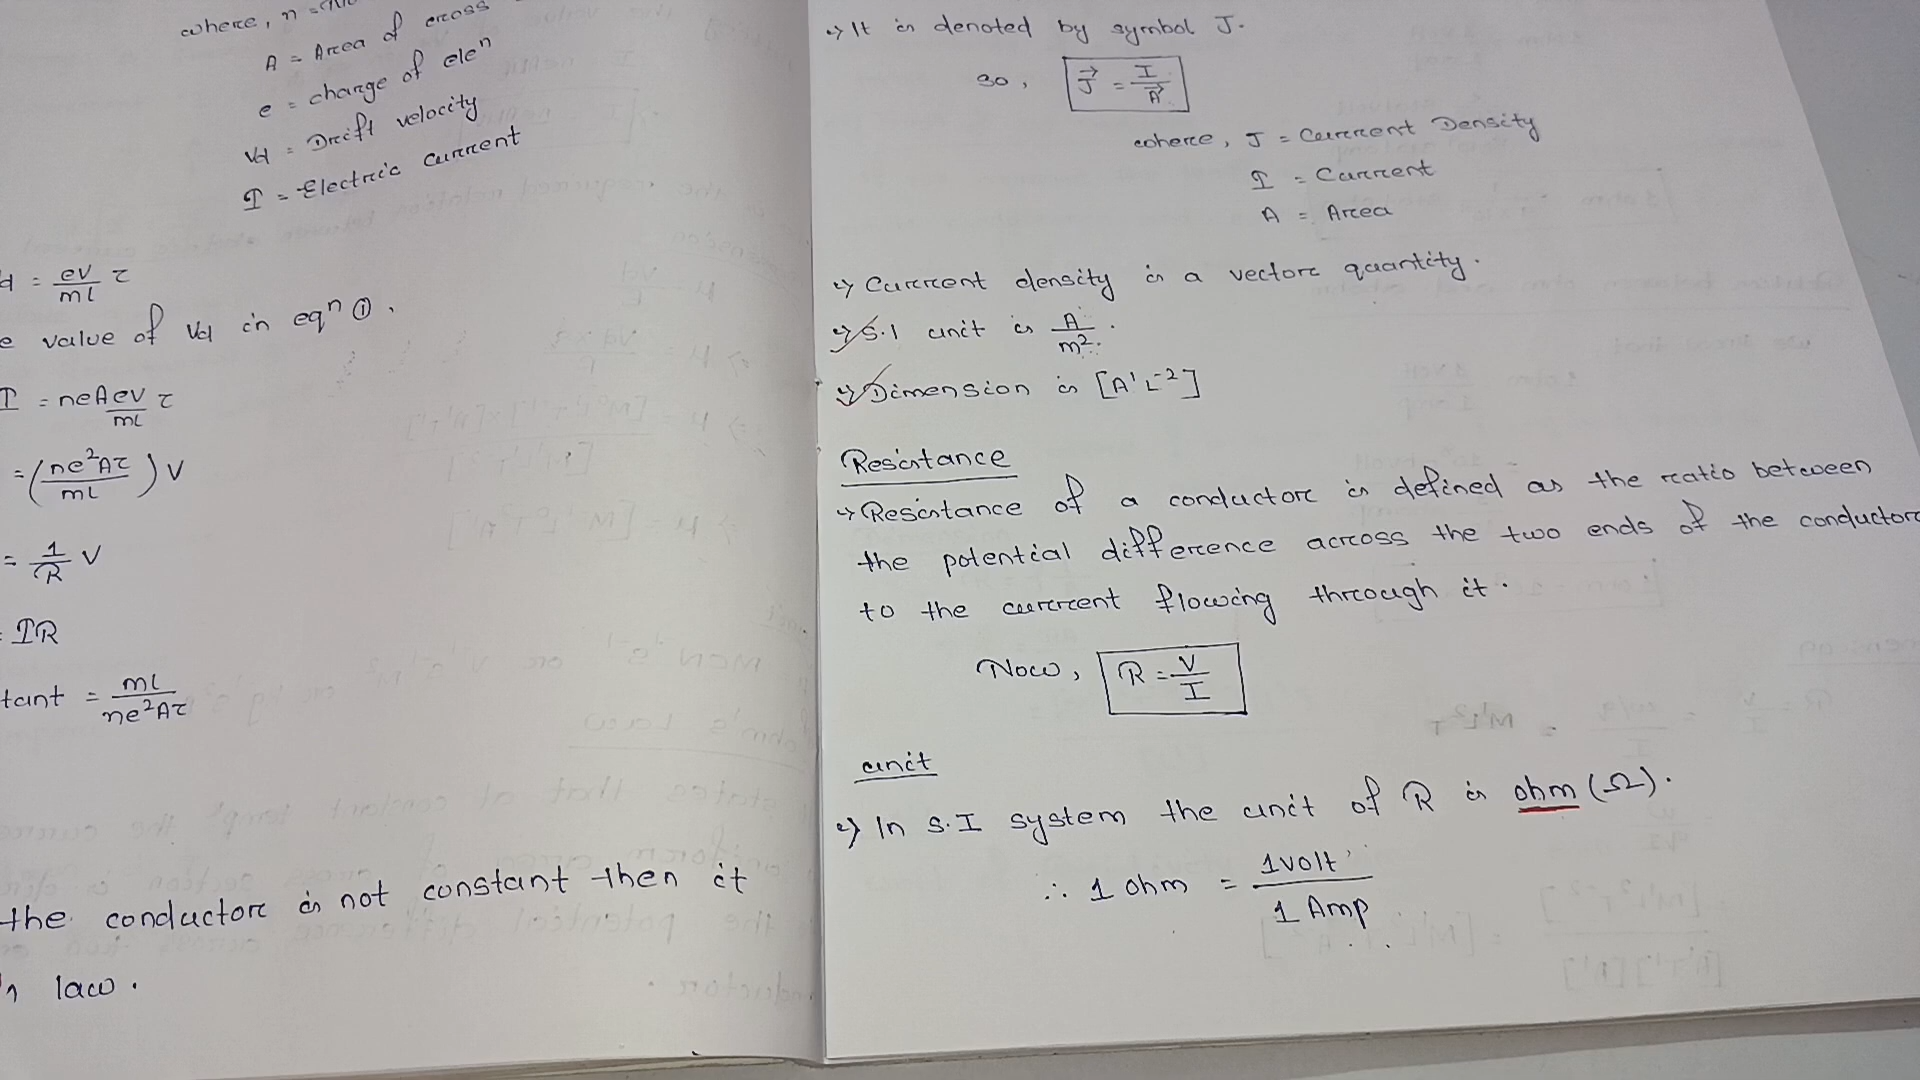 where, n =
A = Area of cross
e = charge of eleⁿ
Vd = Drift velocity
I = Electric current
d = eV/ml τ
e value of Vd in eqⁿ ①.
I = neAeV/ml τ
= (ne²Aτ/ml) V
= 1/R V
= IR
tant = ml/ne²Aτ
the conductor is not constant then it
law.
→ It is denoted by symbol J.
so, J⃗ = I/A⃗
where, J = Current Density
I = Current
A = Area
→ Current density is a vector quantity.
→ S.I unit is A/m².
→ Dimension is [A¹L⁻²]
Resistance
→ Resistance of a conductor is defined as the ratio between
the potential difference across the two ends of the conductor
to the current flowing through it.
Now, R = V/I
unit
→ In S.I system the unit of R is ohm (Ω).
∴ 1 ohm = 1 volt/1 Amp